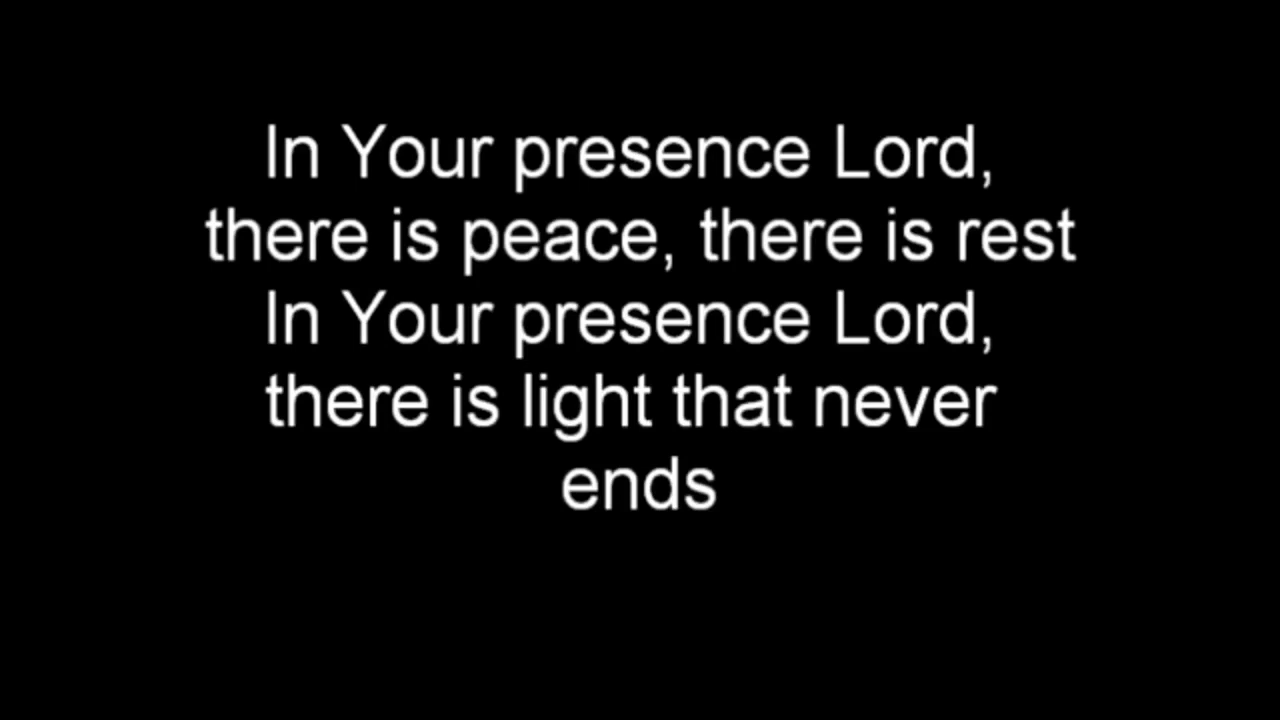 In Your presence Lord,
there is peace, there is rest
In Your presence Lord,
there is light that never
ends